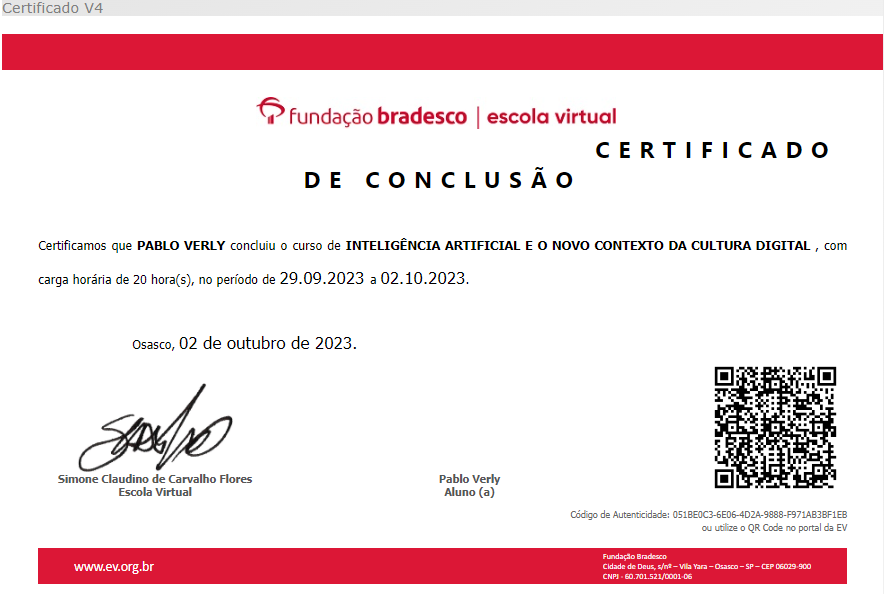 Certificado V4
fundação bradesco | escola virtual
CERTIFICADO
DE CONCLUSÃO
Certificamos que PABLO VERLY concluiu o curso de INTELIGÊNCIA ARTIFICIAL E O NOVO CONTEXTO DA CULTURA DIGITAL , com
carga horária de 20 hora(s), no período de 29.09.2023 a 02.10.2023.
Osasco, 02 de outubro de 2023.
Simone Claudino de Carvalho Flores
Escola Virtual
Pablo Verly
Aluno (a)
Código de Autenticidade: 051BE0C3-6E06-4D2A-9888-F971AB3BF1EB
ou utilize o QR Code no portal da EV
www.ev.org.br
Fundação Bradesco
Cidade de Deus, s/nº – Vila Yara – Osasco – SP – CEP 06029-900
CNPJ - 60.701.521/0001-06